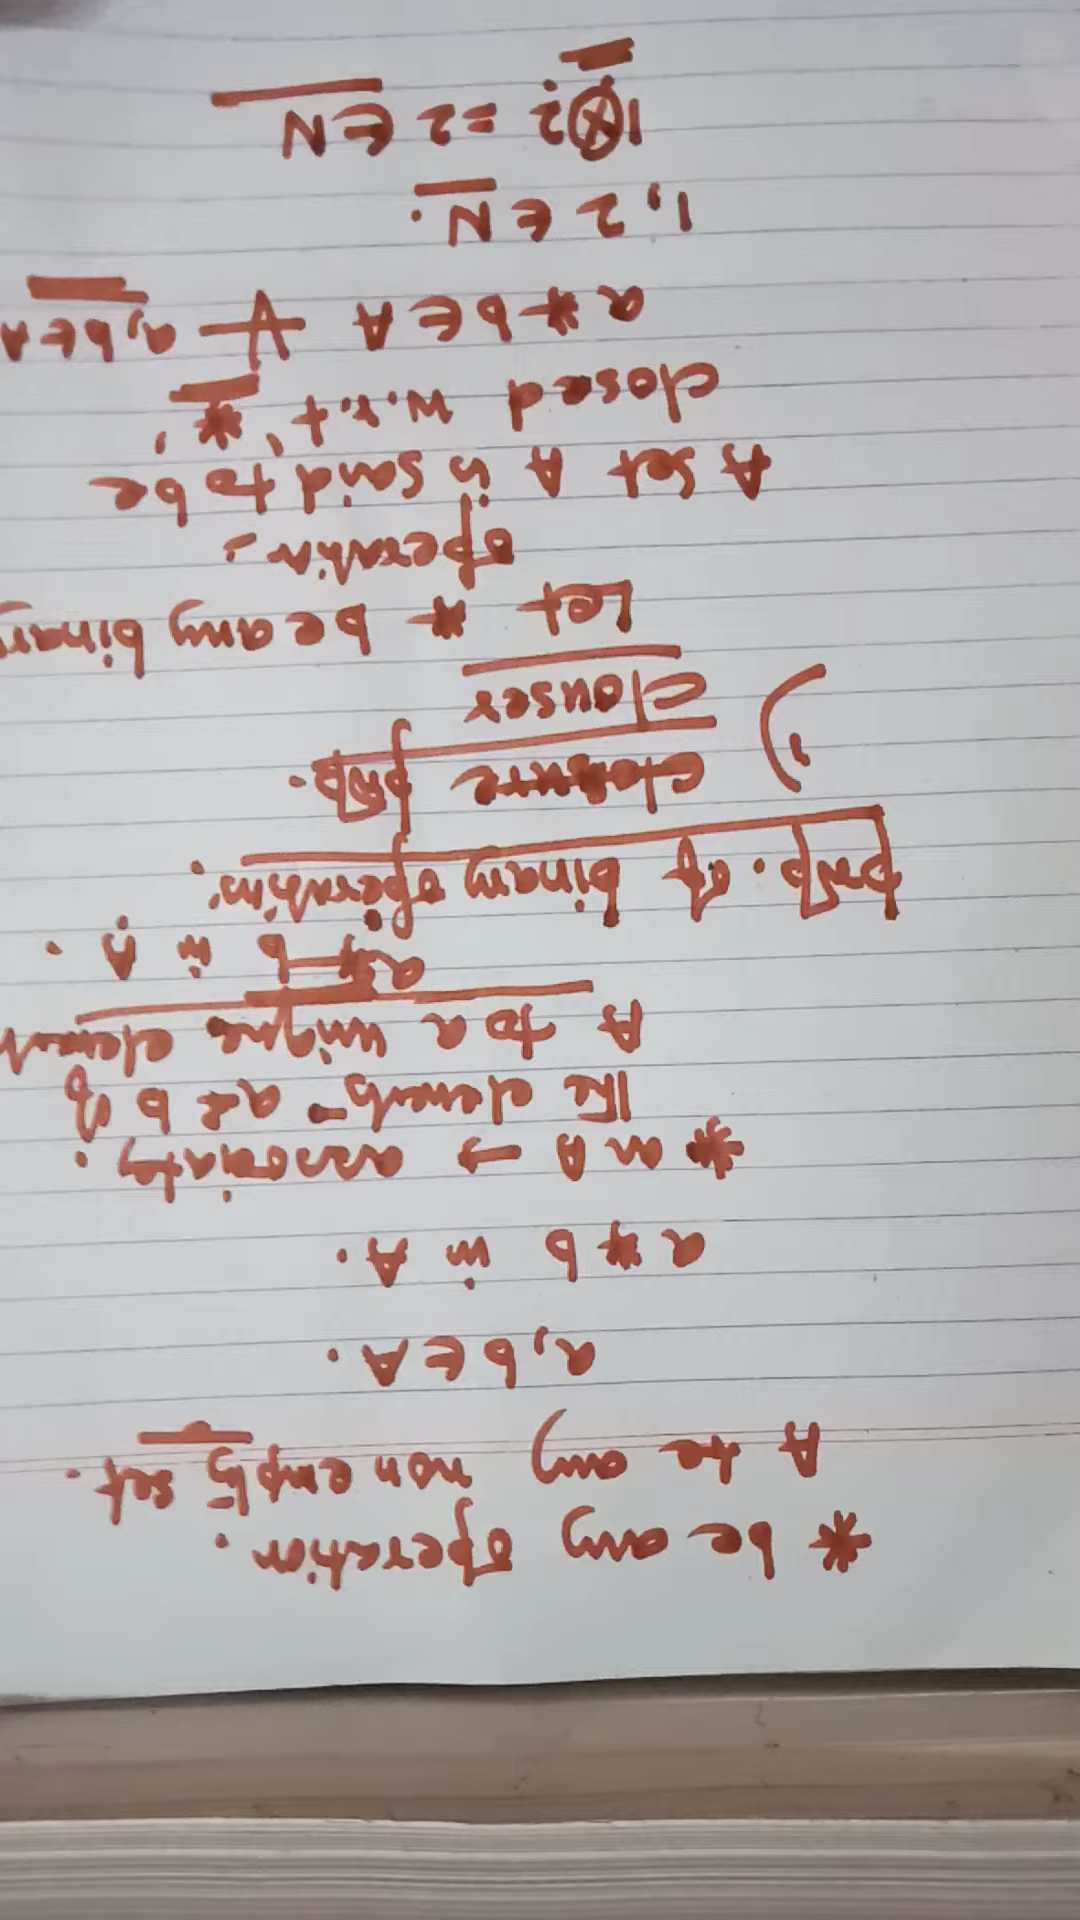 * be any operation.
A be any non empty set.
a, b ∈ A.
a * b in A.
* on A → associates.
the elements a & b of
A to a unique element
a * b in A.
prop. of binary operation.
1) closure prop.
clouser
Let * be any binary
operation.
A set A is said to be
closed w.r.t '*'
a * b ∈ A ∀ a, b ∈ A
1, 2 ∈ N.
1 ⊗ 2 = 2 ∈ N